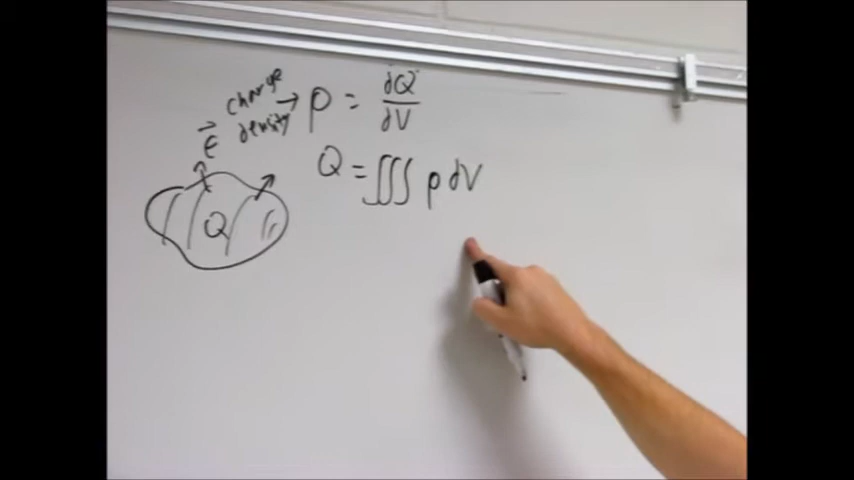 charge density → ρ = dQ/dV
Q = ∭ ρ dV
E⃗
Q